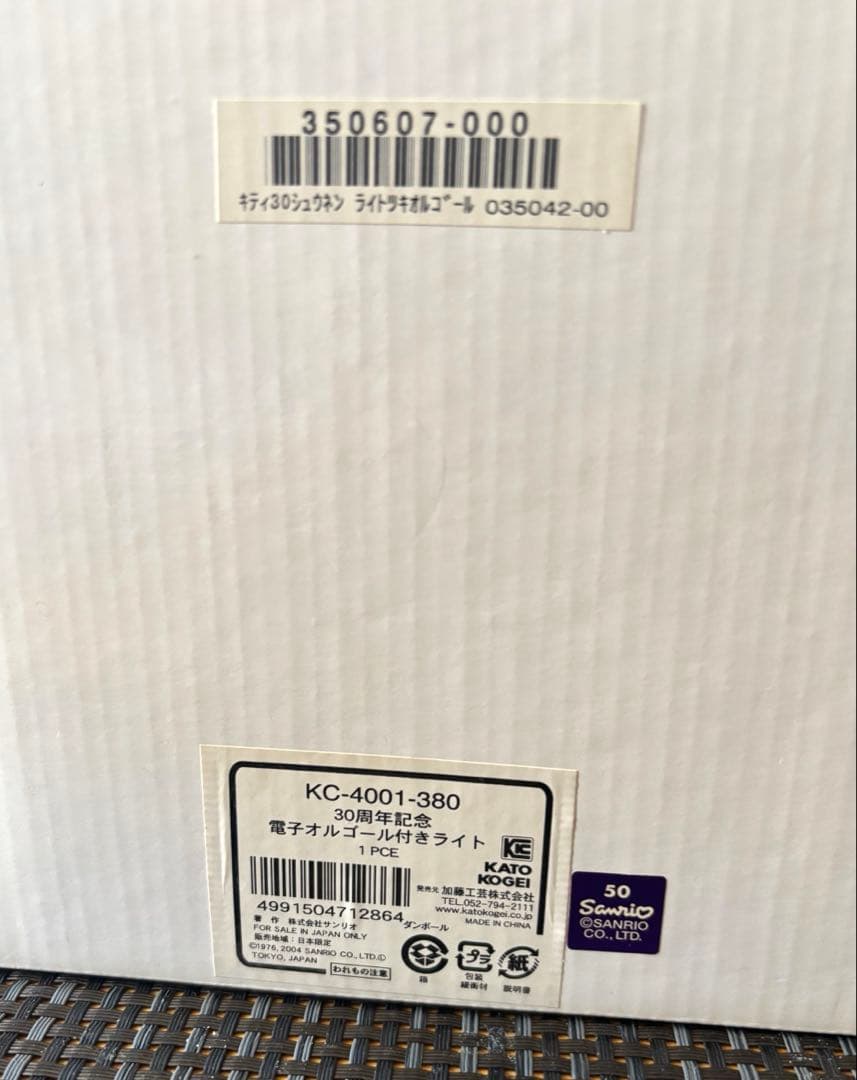 350607-000
ｷﾃｨ30ｼｭｳﾈﾝ ﾗｲﾄﾂｷｵﾙｺﾞｰﾙ 035042-00
KC-4001-380
30周年記念
電子オルゴール付きライト
1 PCE
KC
KATO
KOGEI
4991504712864
ダンボール
発売元 加藤工芸株式会社
TEL.052-794-2111
www.katokogei.co.jp
MADE IN CHINA
著 作 株式会社サンリオ
FOR SALE IN JAPAN ONLY
販売地域：日本限定
©1976, 2004 SANRIO CO., LTD.Ⓛ
TOKYO, JAPAN
われもの注意
箱
プラ
包装
緩衝材
紙
説明書
50
Sanrio
©SANRIO
CO., LTD.